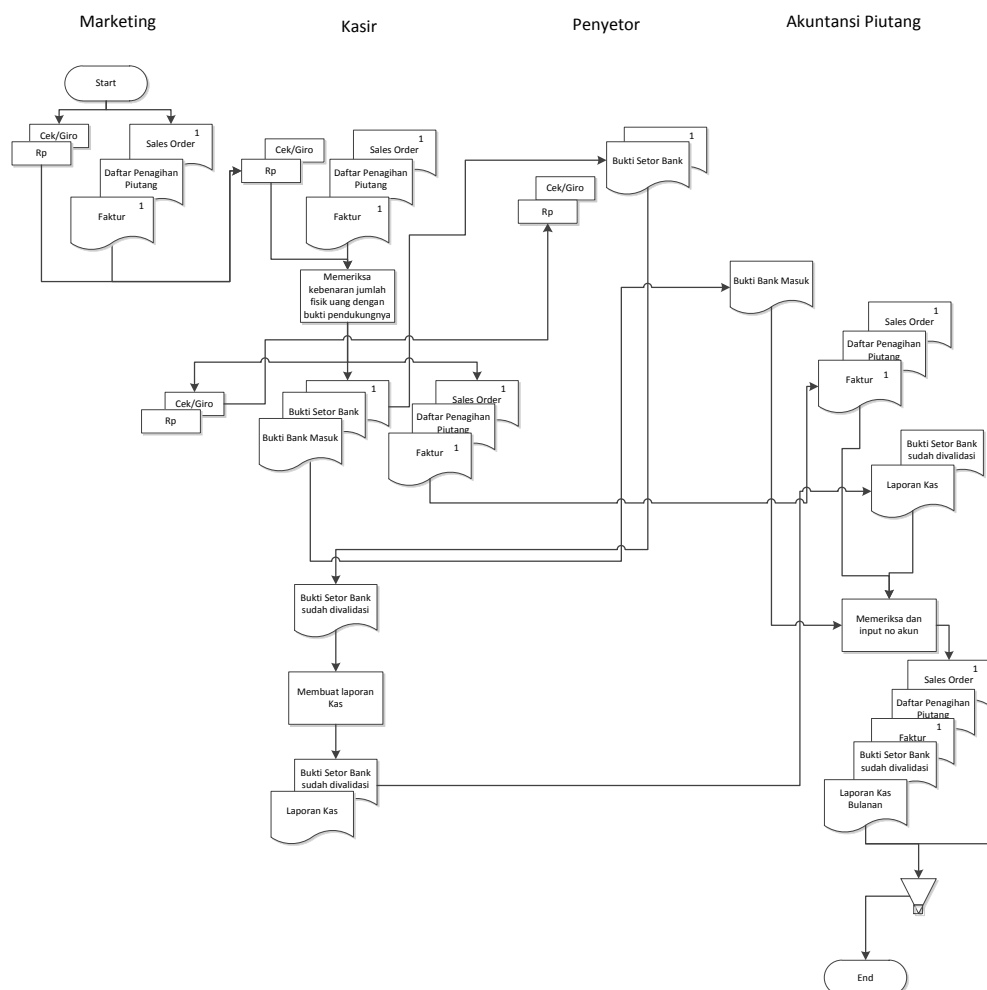 Marketing
Kasir
Penyetor
Akuntansi Piutang
Start
Cek/Giro
Rp
1
Sales Order
Daftar Penagihan
Piutang
1
Faktur
Cek/Giro
Rp
1
Sales Order
Daftar Penagihan
Piutang
1
Faktur
Memeriksa
kebenaran jumlah
fisik uang dengan
bukti pendukungnya
Cek/Giro
Rp
1
Bukti Setor Bank
Bukti Bank Masuk
1
Sales Order
Daftar Penagihan
Piutang
1
Faktur
Bukti Setor Bank
sudah divalidasi
Membuat laporan
Kas
Bukti Setor Bank
sudah divalidasi
Laporan Kas
1
Bukti Setor Bank
Cek/Giro
Rp
Bukti Bank Masuk
1
Sales Order
Daftar Penagihan
Piutang
1
Faktur
Bukti Setor Bank
sudah divalidasi
Laporan Kas
Memeriksa dan
input no akun
1
Sales Order
Daftar Penagihan
Piutang
1
Faktur
Bukti Setor Bank
sudah divalidasi
Laporan Kas
Bulanan
End